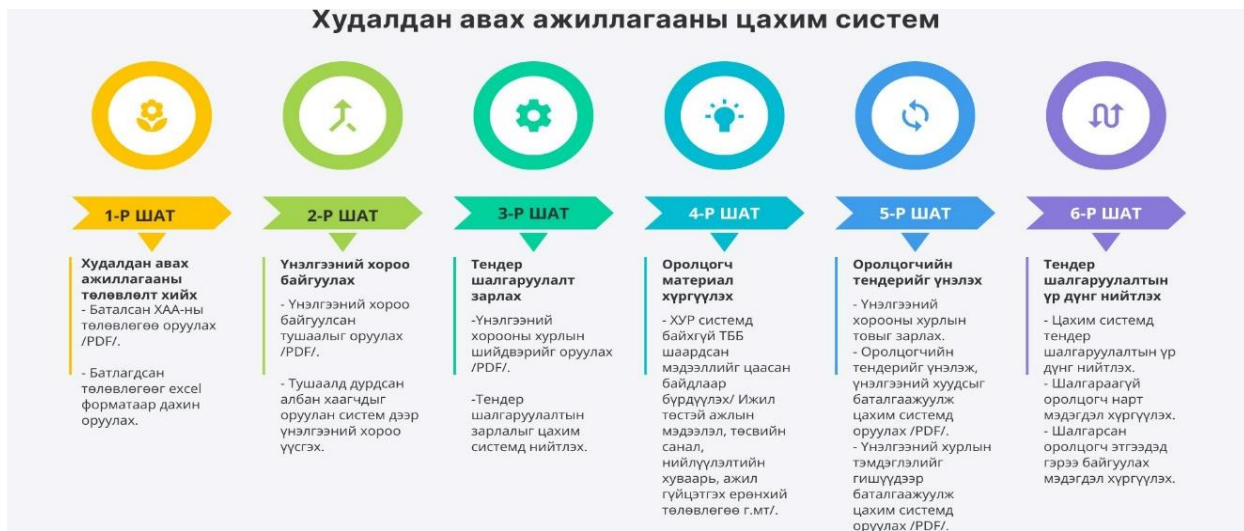 Худалдан авах ажиллагааны цахим систем
1-Р ШАТ
Худалдан авах
ажиллагааны
төлөвлөлт хийх
- Баталсан ХАА-ны
төлөвлөгөө оруулах
/PDF/.
- Батлагдсан
төлөвлөгөөг excel
форматаар дахин
оруулах.
2-Р ШАТ
Үнэлгээний хороо
байгуулах
- Үнэлгээний хороо
байгуулсан
тушаалыг оруулах
/PDF/.
- Тушаалд дурдсан
албан хаагчдыг
оруулан систем дээр
үнэлгээний хороо
үүсгэх.
3-Р ШАТ
Тендер
шалгаруулалт
зарлах
-Үнэлгээний
хорооны хурлын
шийдвэрийг оруулах
/PDF/.
-Тендер
шалгаруулалтын
зарлалыг цахим
системд нийтлэх.
4-Р ШАТ
Оролцогч
материал
хүргүүлэх
- ХУР системд
байхгүй ТББ
шаардсан
мэдээллийг цаасан
байдлаар
бүрдүүлэх/ Ижил
төстэй ажлын
мэдээлэл, төсвийн
санал,
нийлүүлэлтийн
хуваарь, ажил
гүйцэтгэх ерөнхий
төлөвлөгөө г.мт/.
5-Р ШАТ
Оролцогчийн
тендерийг үнэлэх
- Үнэлгээний
хорооны хурлын
товыг зарлах.
- Оролцогчийн
тендерийг үнэлэж,
үнэлгээний хуудсыг
баталгаажуулж
цахим системд
оруулах /PDF/.
- Үнэлгээний хурлын
тэмдэглэлийг
гишүүдээр
баталгаажуулж
цахим системд
оруулах /PDF/.
6-Р ШАТ
Тендер
шалгаруулалтын
үр дүнг нийтлэх
- Цахим системд
тендер
шалгаруулалтын үр
дүнг нийтлэх.
- Шалгараагүй
оролцогч нарт
мэдэгдэл хүргүүлэх.
- Шалгарсан
оролцогч этгээдэд
гэрээ байгуулах
мэдэгдэл хүргүүлэх.